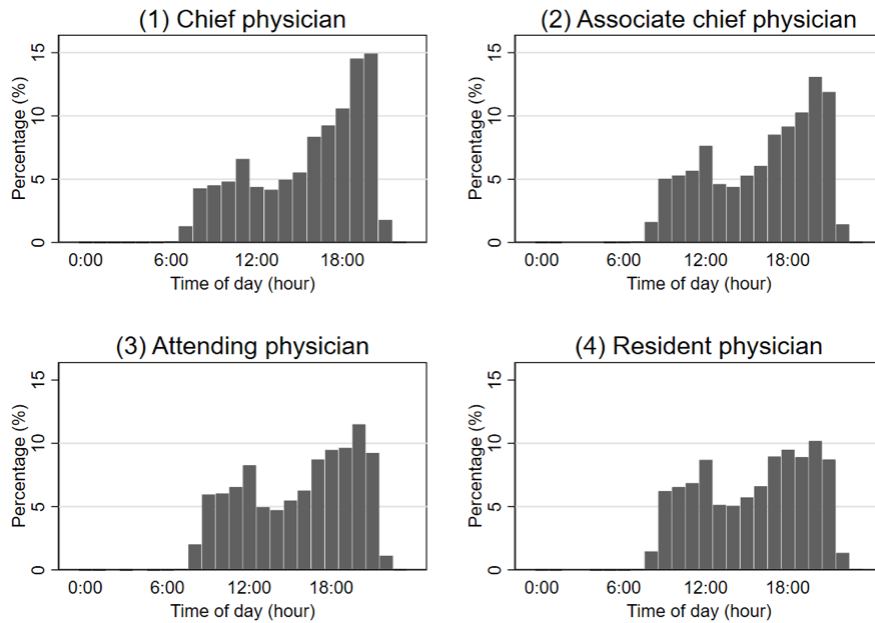 (1) Chief physician
Percentage (%)
15
10
5
0
0:00 6:00 12:00 18:00
Time of day (hour)
(2) Associate chief physician
Percentage (%)
15
10
5
0
0:00 6:00 12:00 18:00
Time of day (hour)
(3) Attending physician
Percentage (%)
15
10
5
0
0:00 6:00 12:00 18:00
Time of day (hour)
(4) Resident physician
Percentage (%)
15
10
5
0
0:00 6:00 12:00 18:00
Time of day (hour)